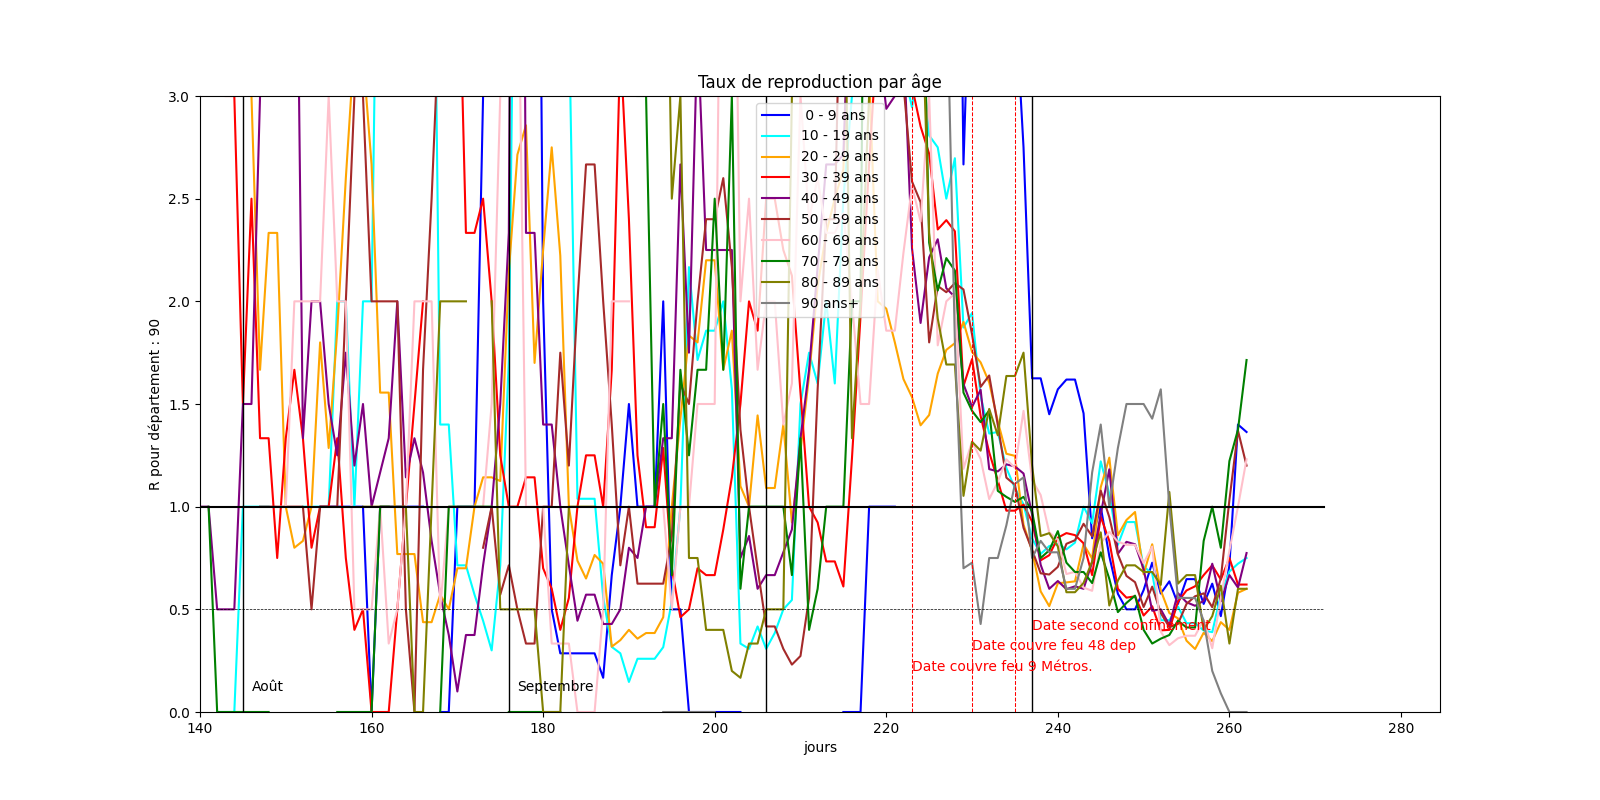 Taux de reproduction par âge
R pour département : 90
3.0
2.5
2.0
1.5
1.0
0.5
0.0
0 - 9 ans
10 - 19 ans
20 - 29 ans
30 - 39 ans
40 - 49 ans
50 - 59 ans
60 - 69 ans
70 - 79 ans
80 - 89 ans
90 ans+
Date second confinement
Date couvre feu 48 dep
Date couvre feu 9 Métros.
Août
Septembre
140 160 180 200 220 240 260 280
jours